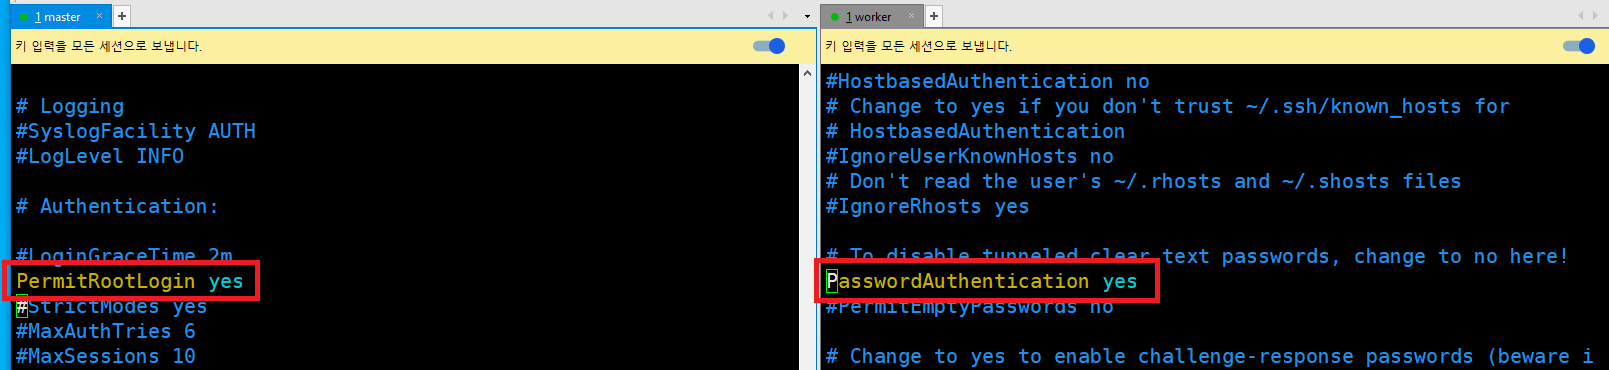 1 master × +
키 입력을 모든 세션으로 보냅니다.
# Logging
#SyslogFacility AUTH
#LogLevel INFO
# Authentication:
#LoginGraceTime 2m
PermitRootLogin yes
#StrictModes yes
#MaxAuthTries 6
#MaxSessions 10
1 worker × +
키 입력을 모든 세션으로 보냅니다.
#HostbasedAuthentication no
# Change to yes if you don't trust ~/.ssh/known_hosts for
# HostbasedAuthentication
#IgnoreUserKnownHosts no
# Don't read the user's ~/.rhosts and ~/.shosts files
#IgnoreRhosts yes
# To disable tunneled clear text passwords, change to no here!
PasswordAuthentication yes
#PermitEmptyPasswords no
# Change to yes to enable challenge-response passwords (beware i